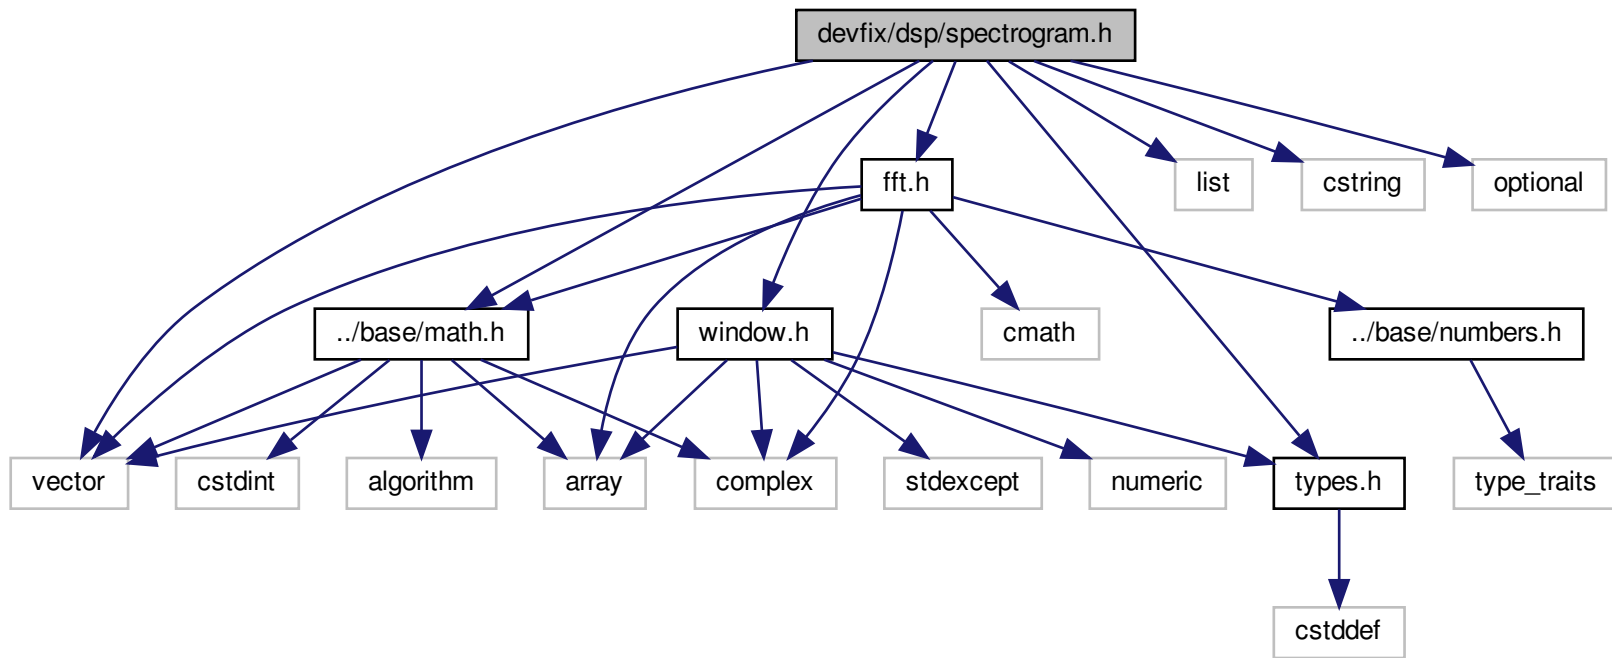 devfix/dsp/spectrogram.h
fft.h
list
cstring
optional
../base/math.h
window.h
cmath
../base/numbers.h
vector
cstdint
algorithm
array
complex
stdexcept
numeric
types.h
type_traits
cstddef